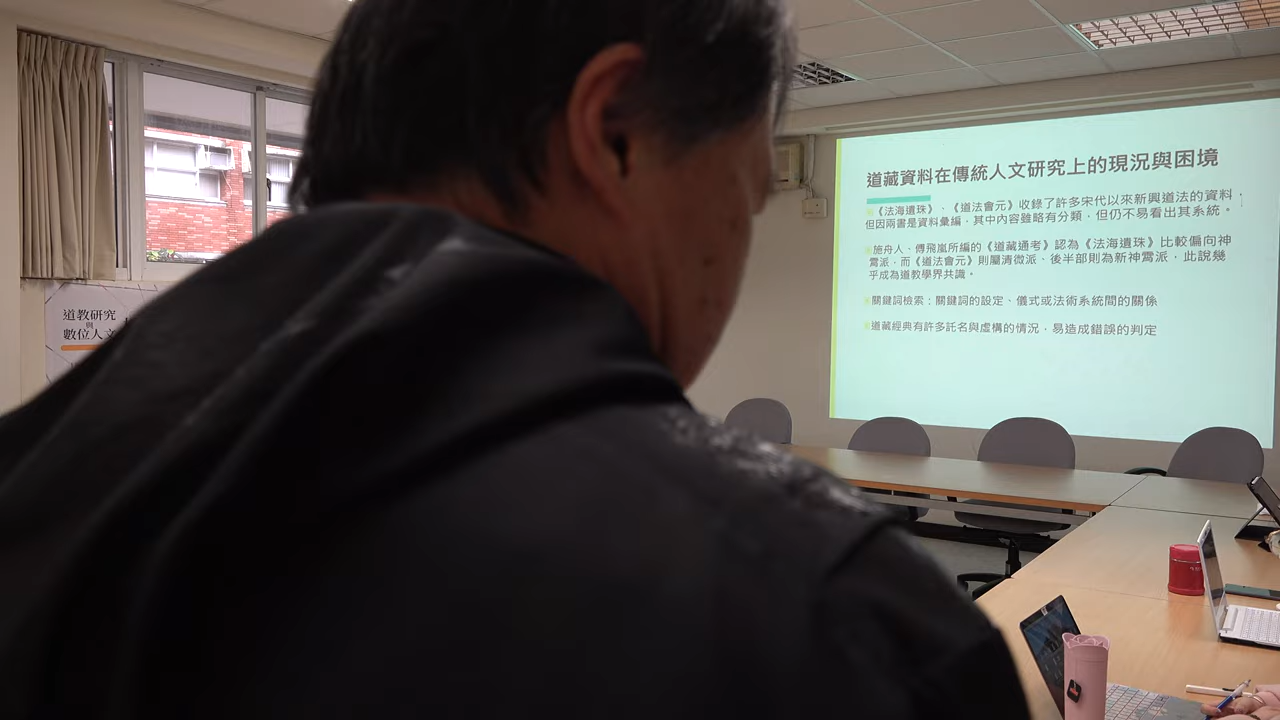 道藏資料在傳統人文研究上的現況與困境
《法海遺珠》、《道法會元》收錄了許多宋代以來新興道法的資料，
但因兩書是資料彙編，其中內容雖略有分類，但仍不易看出其系統。
施舟人、傅飛嵐所編的《道藏通考》認為《法海遺珠》比較偏向神
霄派，而《道法會元》則屬清微派、後半部則為新神霄派，此說幾
乎成為道教學界共識。
關鍵詞檢索：關鍵詞的設定、儀式或法術系統間的關係
道藏經典有許多託名與虛構的情況，易造成錯誤的判定
道教研究
與
數位人文